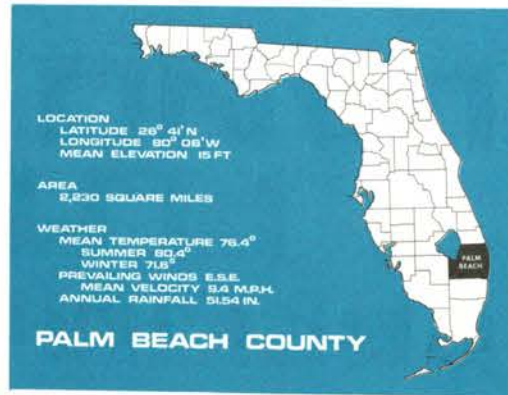 LOCATION
LATITUDE 26° 41' N
LONGITUDE 80° 06' W
MEAN ELEVATION 15 FT
AREA
2,230 SQUARE MILES
WEATHER
MEAN TEMPERATURE 76.4°
SUMMER 80.4°
WINTER 71.6°
PREVAILING WINDS E.S.E.
MEAN VELOCITY 9.4 M.P.H.
ANNUAL RAINFALL 51.54 IN.
PALM
BEACH
PALM BEACH COUNTY